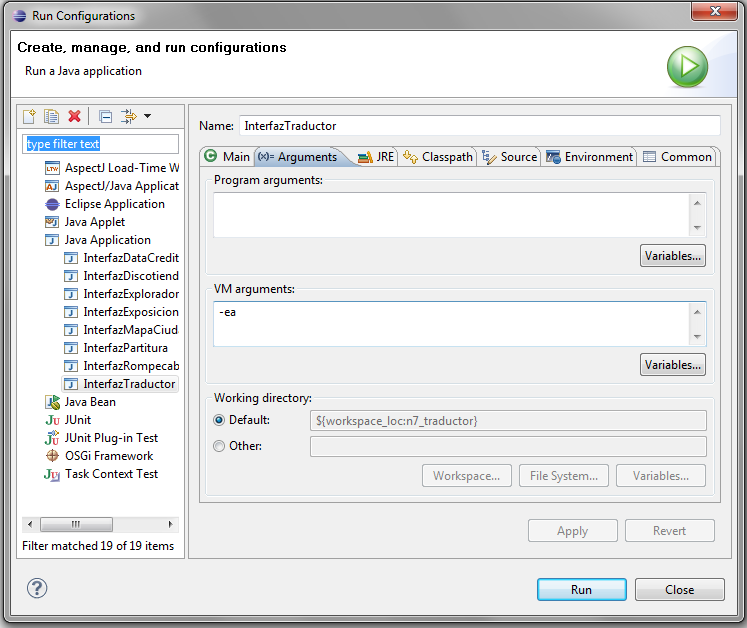 Run Configurations
Create, manage, and run configurations
Run a Java application
type filter text
AspectJ Load-Time W
AspectJ/Java Applicat
Eclipse Application
Java Applet
Java Application
InterfazDataCredit
InterfazDiscotiend
InterfazExplorador
InterfazExposicion
InterfazMapaCiud
InterfazPartitura
InterfazRompecab
InterfazTraductor
Java Bean
JUnit
JUnit Plug-in Test
OSGi Framework
Task Context Test
Filter matched 19 of 19 items
Name: InterfazTraductor
Main (x)= Arguments JRE Classpath Source Environment Common
Program arguments:
Variables...
VM arguments:
-ea
Variables...
Working directory:
Default: ${workspace_loc:n7_traductor}
Other:
Workspace... File System... Variables...
Apply Revert
? Run Close